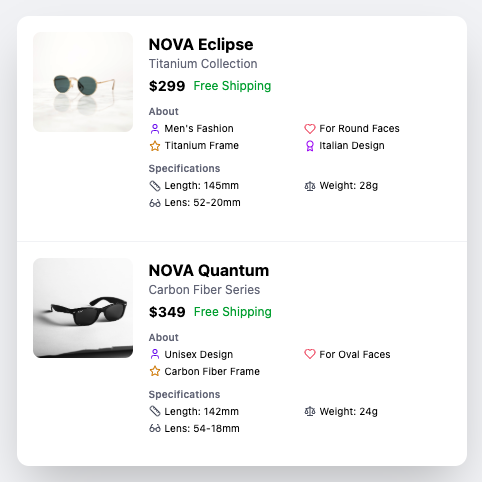 NOVA Eclipse
Titanium Collection
$299 Free Shipping
About
Men's Fashion
For Round Faces
Titanium Frame
Italian Design
Specifications
Length: 145mm
Weight: 28g
Lens: 52-20mm
NOVA Quantum
Carbon Fiber Series
$349 Free Shipping
About
Unisex Design
For Oval Faces
Carbon Fiber Frame
Specifications
Length: 142mm
Weight: 24g
Lens: 54-18mm